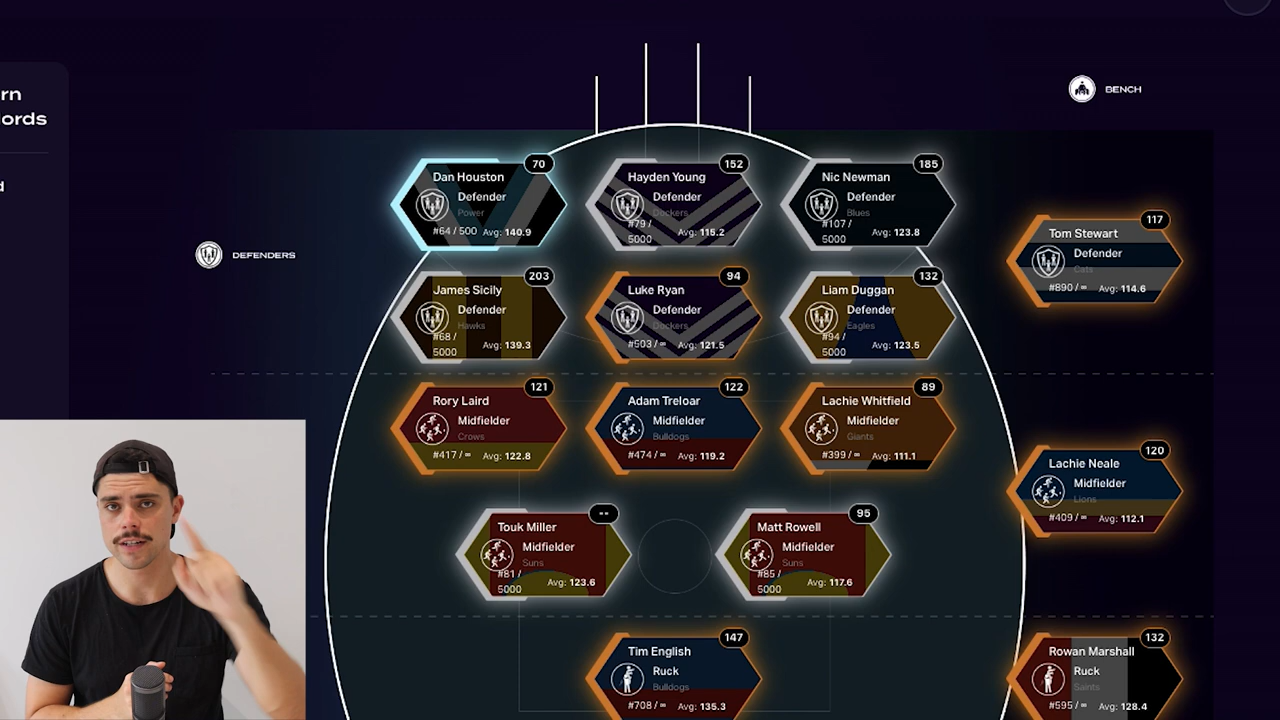 rn
ords
d
BENCH
DEFENDERS
70
Dan Houston
Defender
Power
#64 / 500 Avg: 140.9
152
Hayden Young
Defender
Dockers
#79 /
5000
Avg: 115.2
185
Nic Newman
Defender
Blues
#107 /
5000
Avg: 123.8
117
Tom Stewart
Defender
Cats
#890 / ∞ Avg: 114.6
203
James Sicily
Defender
Hawks
#68 /
5000
Avg: 139.3
94
Luke Ryan
Defender
Dockers
#503 / ∞ Avg: 121.5
132
Liam Duggan
Defender
Eagles
#94 /
5000
Avg: 123.5
121
Rory Laird
Midfielder
Crows
#417 / ∞ Avg: 122.8
122
Adam Treloar
Midfielder
Bulldogs
#474 / ∞ Avg: 119.2
89
Lachie Whitfield
Midfielder
Giants
#399 / ∞ Avg: 111.1
120
Lachie Neale
Midfielder
Lions
#409 / ∞ Avg: 112.1
--
Touk Miller
Midfielder
Suns
#81 /
5000
Avg: 123.6
95
Matt Rowell
Midfielder
Suns
#85 /
5000
Avg: 117.6
147
Tim English
Ruck
Bulldogs
#708 / ∞ Avg: 135.3
132
Rowan Marshall
Ruck
Saints
#595 / ∞ Avg: 128.4